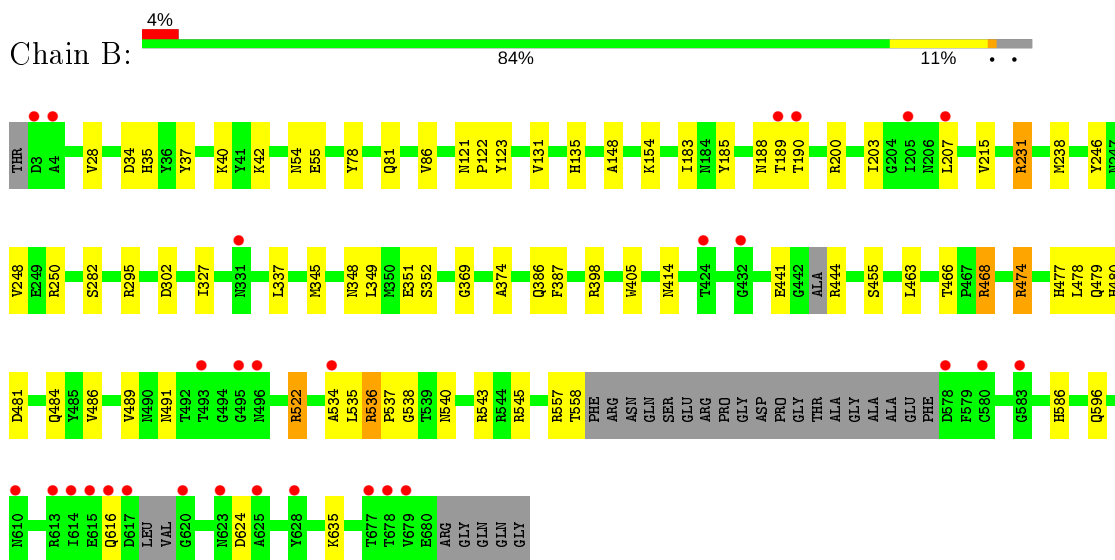 4%
Chain B:
84%
11%
THR D3 A4 V28 D34 H35 Y36 Y37 K40 Y41 K42 N54 E55 Y78 Q81 V86 N121 P122 Y123 V131 H135 A148 K154 I183 N184 Y185 N188 T189 T190 R200 I203 G204 I205 N206 L207 V215 R231 M238 Y246 N247
V248 E249 R250 S282 R295 D302 I327 N331 L337 M345 N348 L349 M350 E351 S352 G369 A374 Q386 F387 R398 W405 N414 T424 G432 E441 G442 ALA R444 S455 L463 T466 P467 R468 R474 H477 L478 Q479 H480
D481 Q484 Y485 V486 V489 N490 N491 T492 T493 G494 G495 N496 R522 A534 L535 R536 P537 G538 T539 N540 R543 R544 R545 R557 T558 PHE ARG ASN GLN SER GLU ARG PRO GLY ASP PRO GLY THR ALA GLY ALA ALA GLU PHE D578 F579 C580 G583 H586 Q596
N610 R613 I614 E615 Q616 D617 LEU VAL G620 N623 D624 A625 Y628 K635 T677 T678 V679 E680 ARG GLY GLN GLN GLY